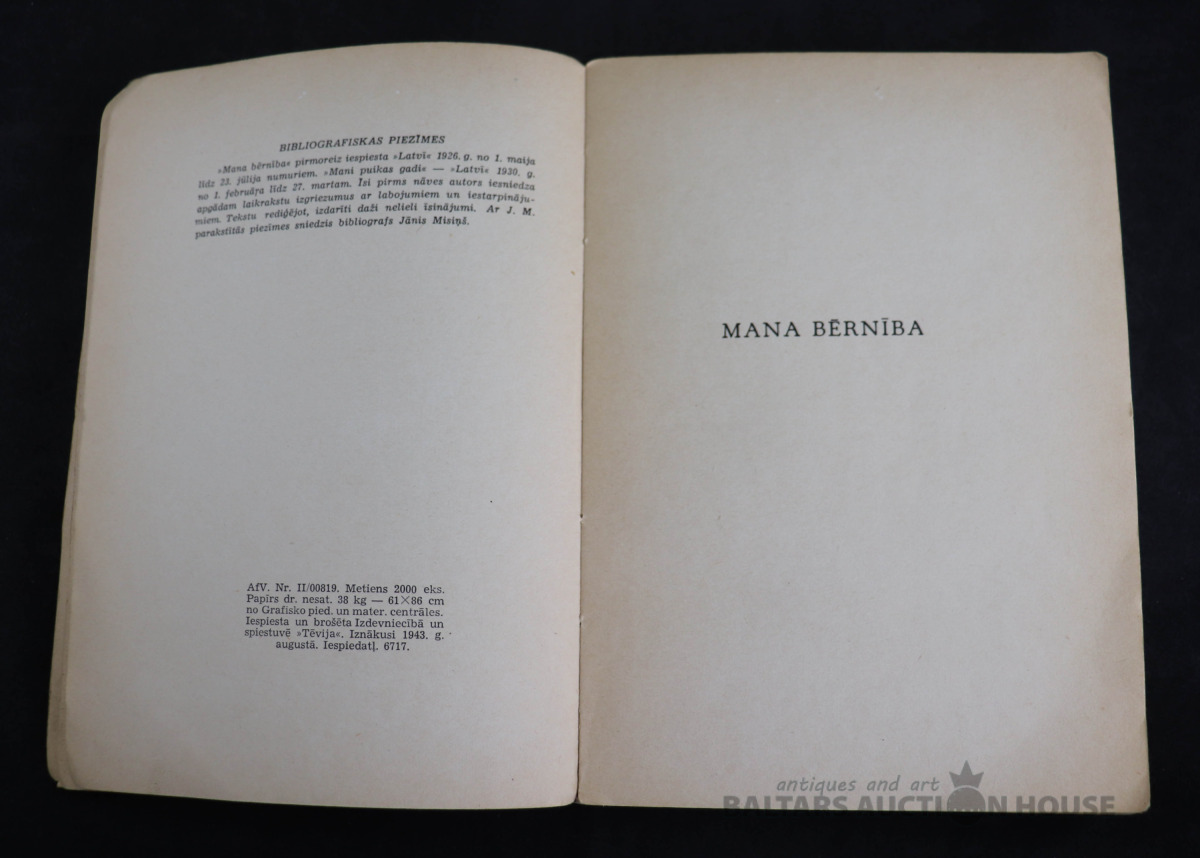 BIBLIOGRAFISKAS PIEZĪMES
»Mana bērnība« pirmoreiz iespiesta »Latvī« 1926. g. no 1. maija
līdz 23. jūlija numuriem. »Mani puikas gadi« — »Latvī« 1930. g.
no 1. februāra līdz 27. martam. Īsi pirms nāves autors iesniedza
apgādam laikrakstu izgriezumus ar labojumiem un iestarpināju-
miem. Tekstu rediģējot, izdarīti daži nelieli īsinājumi. Ar J. M.
parakstītās piezīmes sniedzis bibliografs Jānis Misiņš.
AfV. Nr. II/00819. Metiens 2000 eks.
Papīrs dr. nesat. 38 kg — 61×86 cm
no Grafisko pied. un mater. centrāles.
Iespiesta un brošēta Izdevniecībā un
spiestuvē »Tēvija«. Iznākusi 1943. g.
augustā. Iespiedatļ. 6717.
MANA BĒRNĪBA
antiques and art
BALTARS AUCTION HOUSE